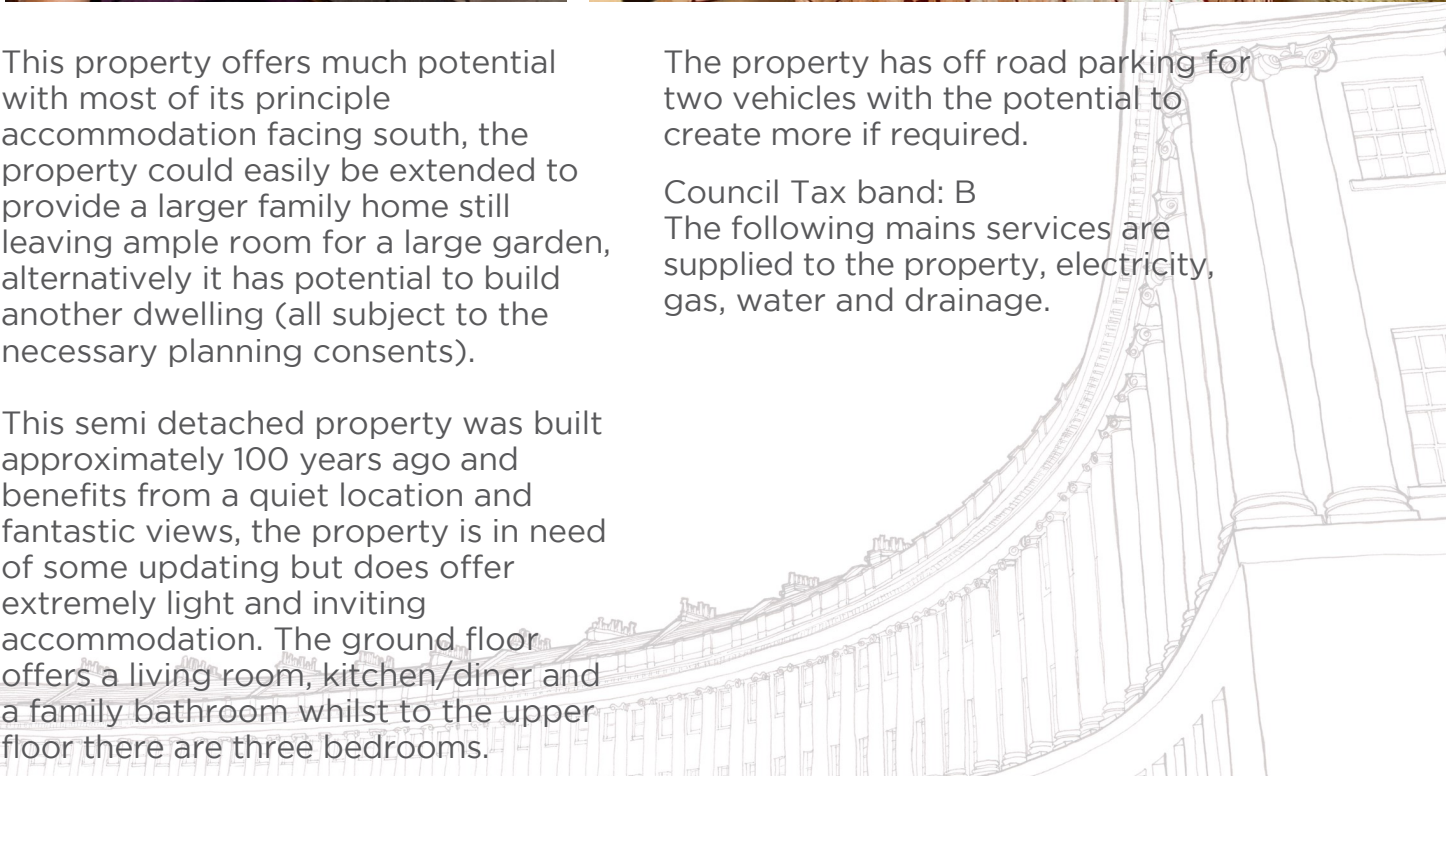 This property offers much potential
with most of its principle
accommodation facing south, the
property could easily be extended to
provide a larger family home still
leaving ample room for a large garden,
alternatively it has potential to build
another dwelling (all subject to the
necessary planning consents).
This semi detached property was built
approximately 100 years ago and
benefits from a quiet location and
fantastic views, the property is in need
of some updating but does offer
extremely light and inviting
accommodation. The ground floor
offers a living room, kitchen/diner and
a family bathroom whilst to the upper
floor there are three bedrooms.
The property has off road parking for
two vehicles with the potential to
create more if required.
Council Tax band: B
The following mains services are
supplied to the property, electricity,
gas, water and drainage.